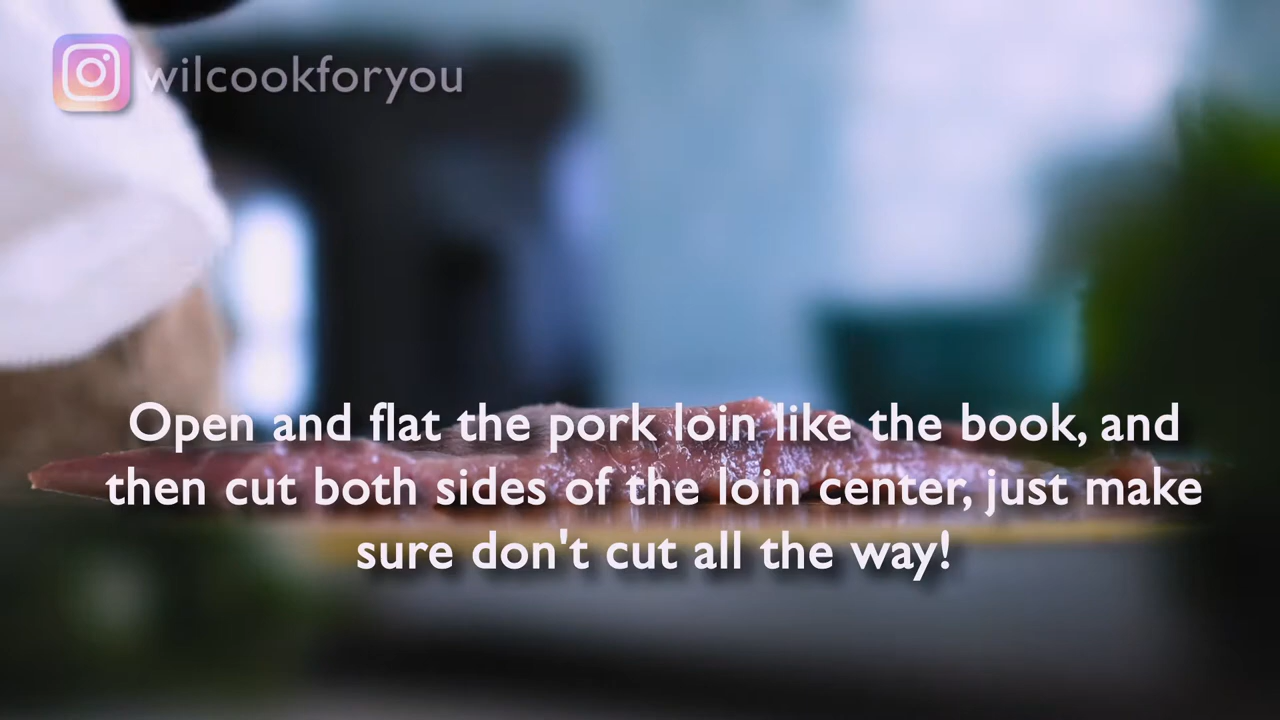 wilcookforyou
Open and flat the pork loin like the book, and
then cut both sides of the loin center, just make
sure don't cut all the way!